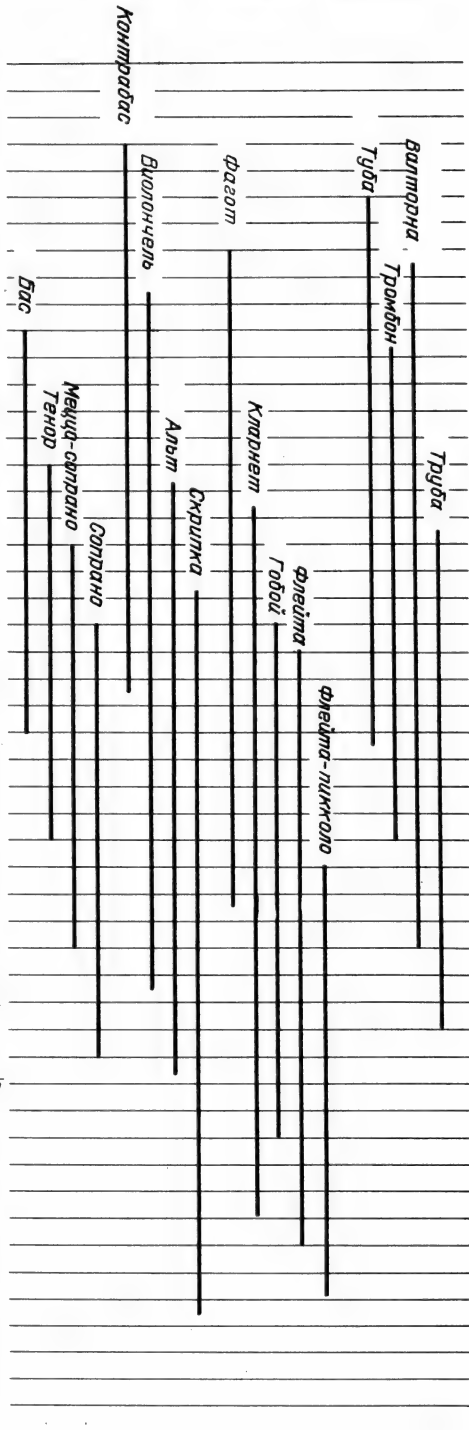 Валторна
Туба
Тромбон
Труба
Флейта-пикколо
Флейта
Гобой
Кларнет
Фагот
Скрипка
Альт
Виолончель
Контрабас
Сопрано
Меццо-сопрано
Тенор
Бас